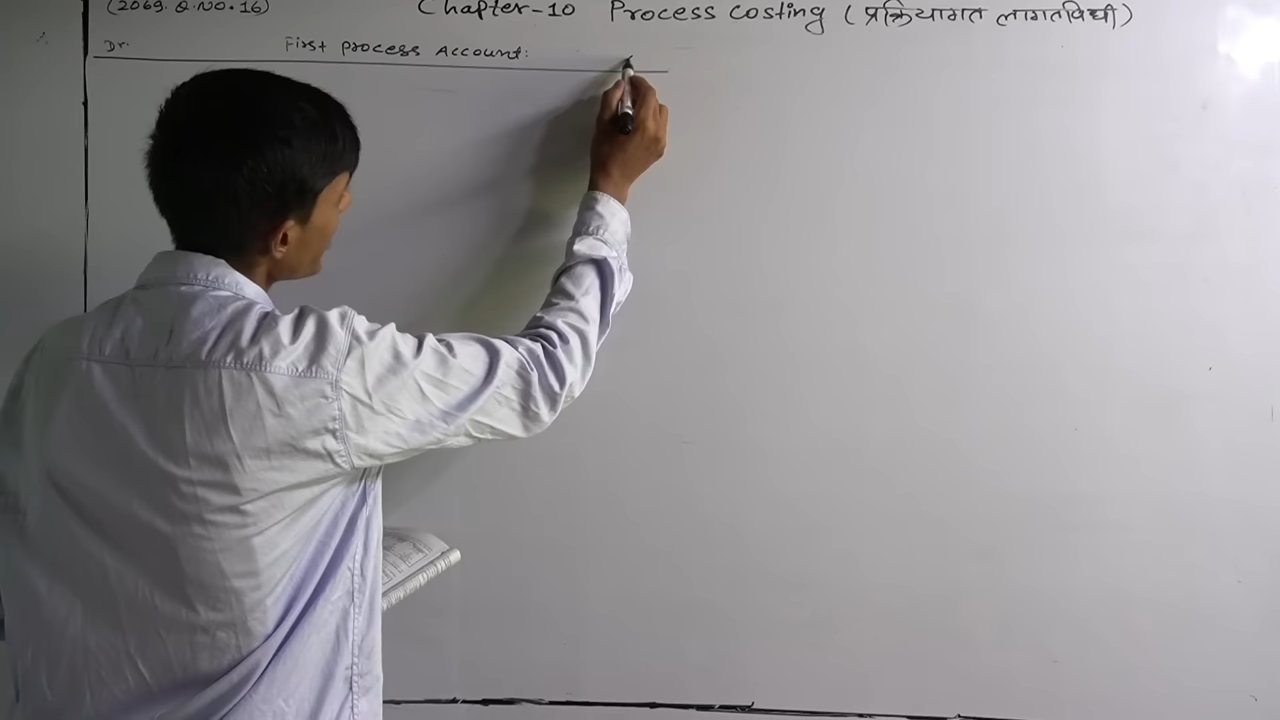 (2069. Q.NO.16) Chapter-10 Process costing (प्रक्रियागत लागतविधी)
Dr. First process Account: